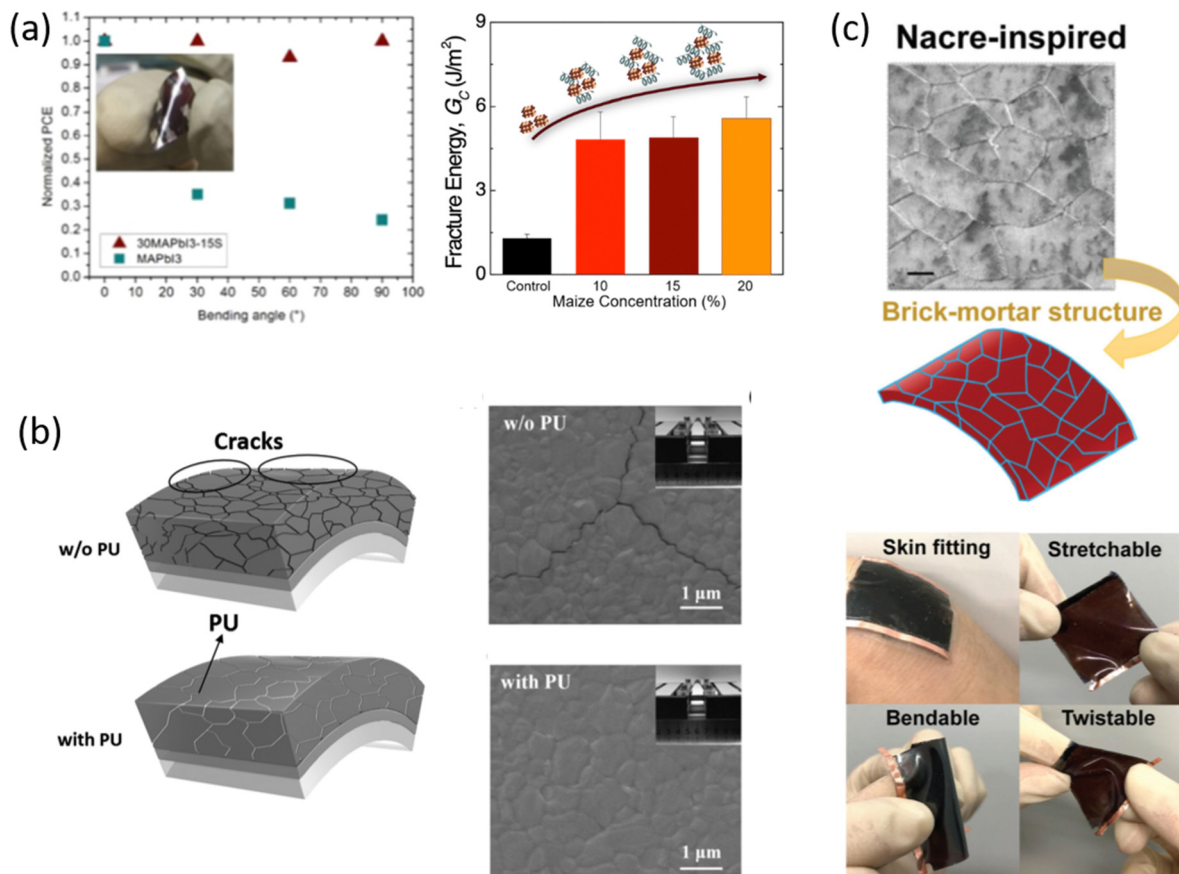 (a)
1.1
1.0
0.9
0.8
0.7
0.6
0.5
0.4
0.3
0.2
0.1
0.0
Normalized PCE
30MAPbI3-15S
MAPbI3
0 10 20 30 40 50 60 70 80 90 100
Bending angle (°)
Fracture Energy, G_C (J/m²)
9
6
3
0
Control 10 15 20
Maize Concentration (%)
(b)
Cracks
w/o PU
PU
with PU
w/o PU
1 µm
with PU
1 µm
(c)
Nacre-inspired
Brick-mortar structure
Skin fitting
Stretchable
Bendable
Twistable